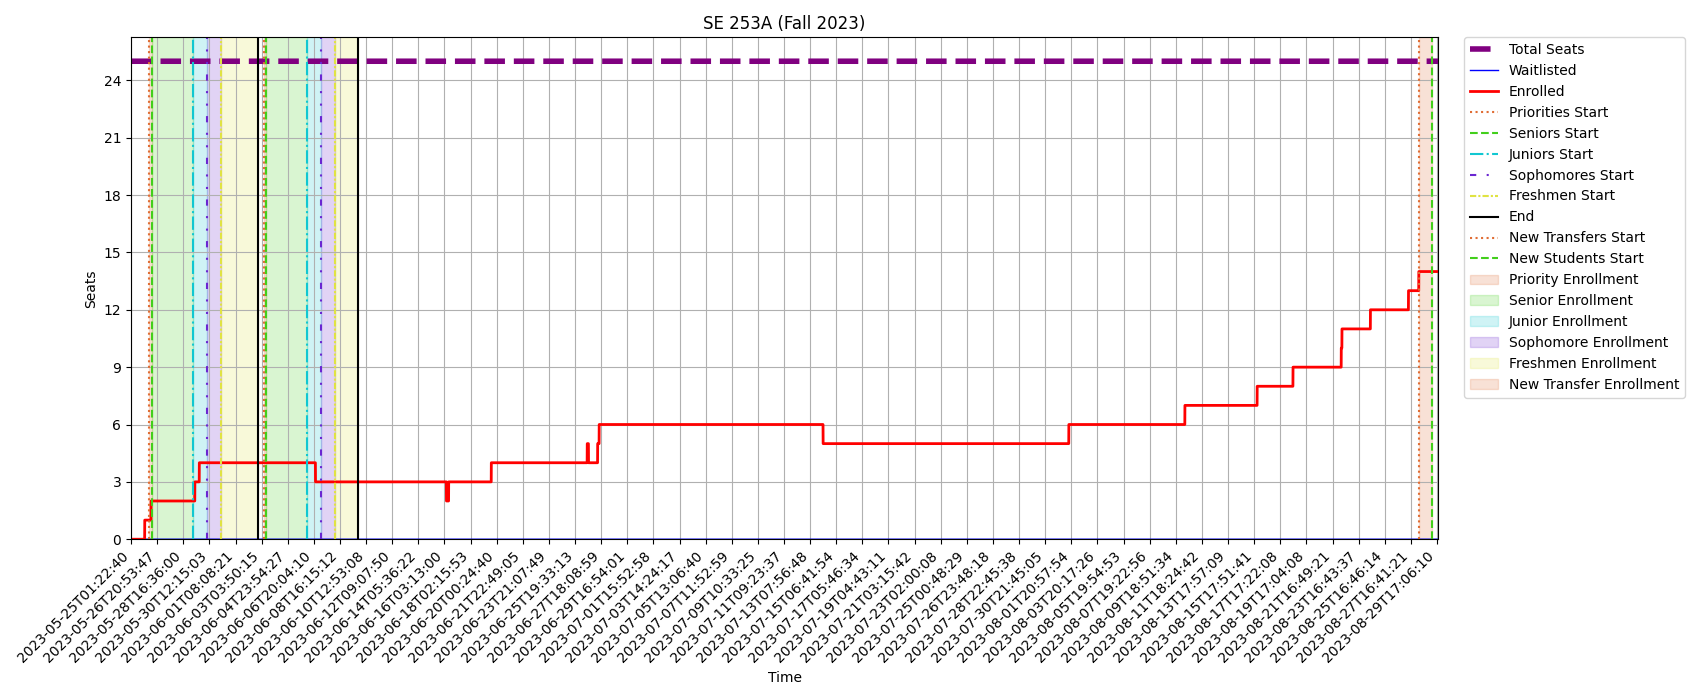 SE 253A (Fall 2023)
Seats
24
21
18
15
12
9
6
3
0
2023-05-25T01:22:40
2023-05-26T20:53:47
2023-05-28T16:36:00
2023-05-30T12:15:03
2023-06-01T08:08:21
2023-06-03T03:50:15
2023-06-04T23:54:27
2023-06-06T20:04:10
2023-06-08T16:15:12
2023-06-10T12:53:08
2023-06-12T09:07:50
2023-06-14T05:36:22
2023-06-16T03:13:00
2023-06-18T02:15:53
2023-06-20T00:24:40
2023-06-21T22:49:05
2023-06-23T21:07:49
2023-06-25T19:33:13
2023-06-27T18:08:59
2023-06-29T16:54:01
2023-07-01T15:52:58
2023-07-03T14:24:17
2023-07-05T13:06:40
2023-07-07T11:52:59
2023-07-09T10:33:25
2023-07-11T09:23:37
2023-07-13T07:56:48
2023-07-15T06:41:54
2023-07-17T05:46:34
2023-07-19T04:43:11
2023-07-21T03:15:42
2023-07-23T02:00:08
2023-07-25T00:48:29
2023-07-26T23:48:18
2023-07-28T22:45:38
2023-07-30T21:45:05
2023-08-01T20:57:54
2023-08-03T20:17:26
2023-08-05T19:54:53
2023-08-07T19:22:56
2023-08-09T18:51:34
2023-08-11T18:24:42
2023-08-13T17:57:09
2023-08-15T17:51:41
2023-08-17T17:22:08
2023-08-19T17:04:08
2023-08-21T16:49:21
2023-08-23T16:43:37
2023-08-25T16:46:14
2023-08-27T16:41:21
2023-08-29T17:06:10
Time
Total Seats
Waitlisted
Enrolled
Priorities Start
Seniors Start
Juniors Start
Sophomores Start
Freshmen Start
End
New Transfers Start
New Students Start
Priority Enrollment
Senior Enrollment
Junior Enrollment
Sophomore Enrollment
Freshmen Enrollment
New Transfer Enrollment